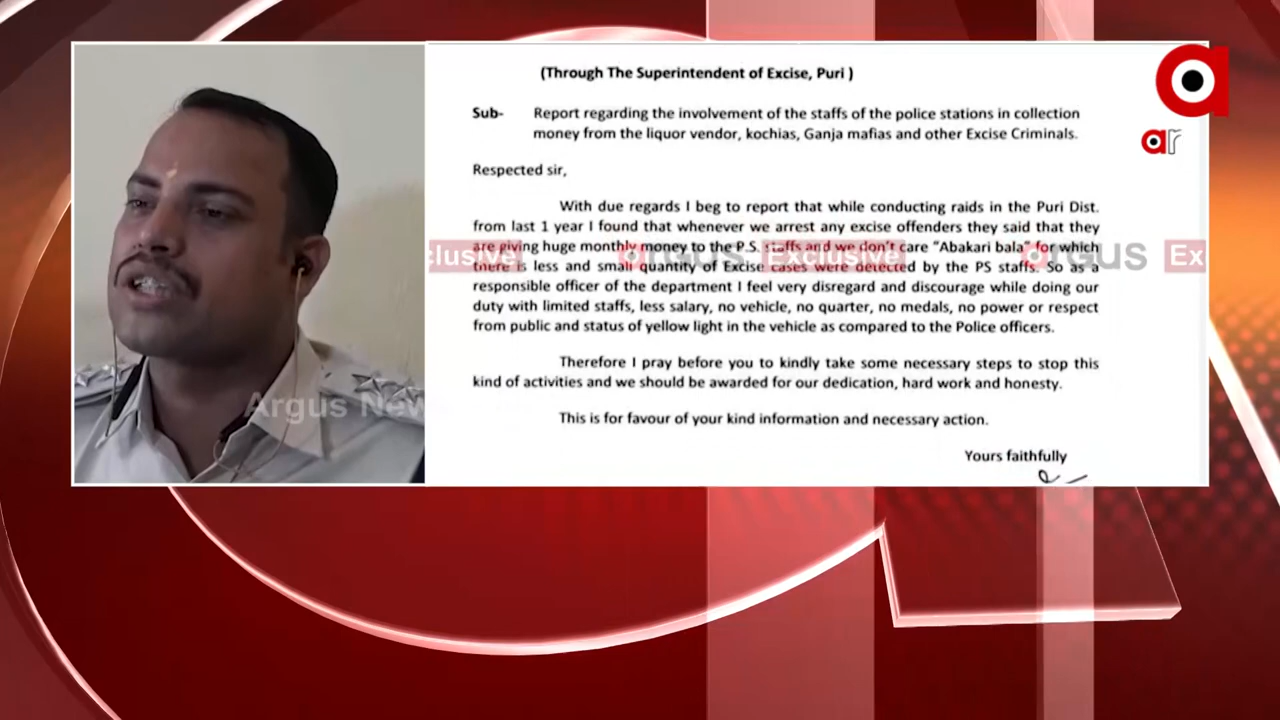 (Through The Superintendent of Excise, Puri )
Sub- Report regarding the involvement of the staffs of the police stations in collection
money from the liquor vendor, kochias, Ganja mafias and other Excise Criminals.
Respected sir,
With due regards I beg to report that while conducting raids in the Puri Dist.
from last 1 year I found that whenever we arrest any excise offenders they said that they
are giving huge monthly money to the P.S. staffs and we don't care "Abakari bala" for which
there is less and small quantity of Excise cases were detected by the PS staffs. So as a
responsible officer of the department I feel very disregard and discourage while doing our
duty with limited staffs, less salary, no vehicle, no quarter, no medals, no power or respect
from public and status of yellow light in the vehicle as compared to the Police officers.
Therefore I pray before you to kindly take some necessary steps to stop this
kind of activities and we should be awarded for our dedication, hard work and honesty.
This is for favour of your kind information and necessary action.
Yours faithfully
clusive argus Exclusive argus Ex
Argus New
a
ar